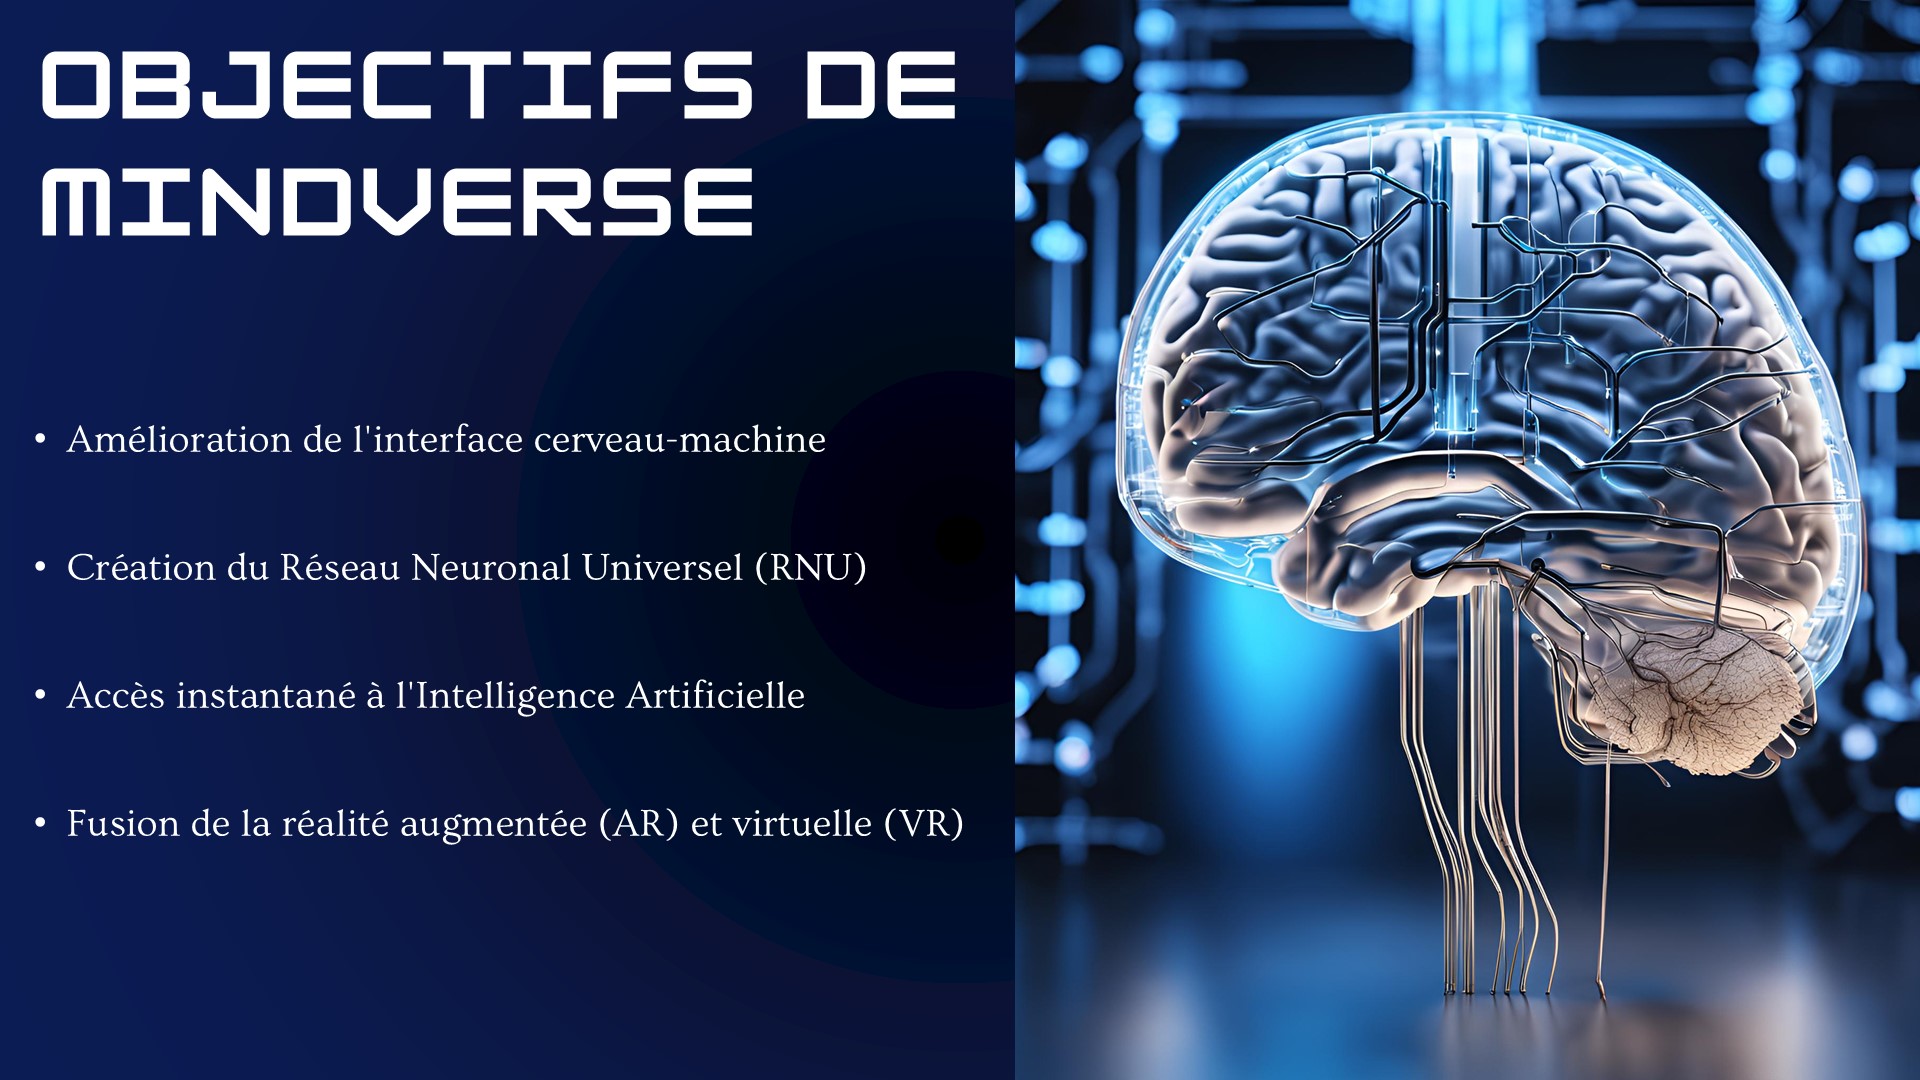 OBJECTIFS DE
MINDVERSE
• Amélioration de l'interface cerveau-machine
• Création du Réseau Neuronal Universel (RNU)
• Accès instantané à l'Intelligence Artificielle
• Fusion de la réalité augmentée (AR) et virtuelle (VR)